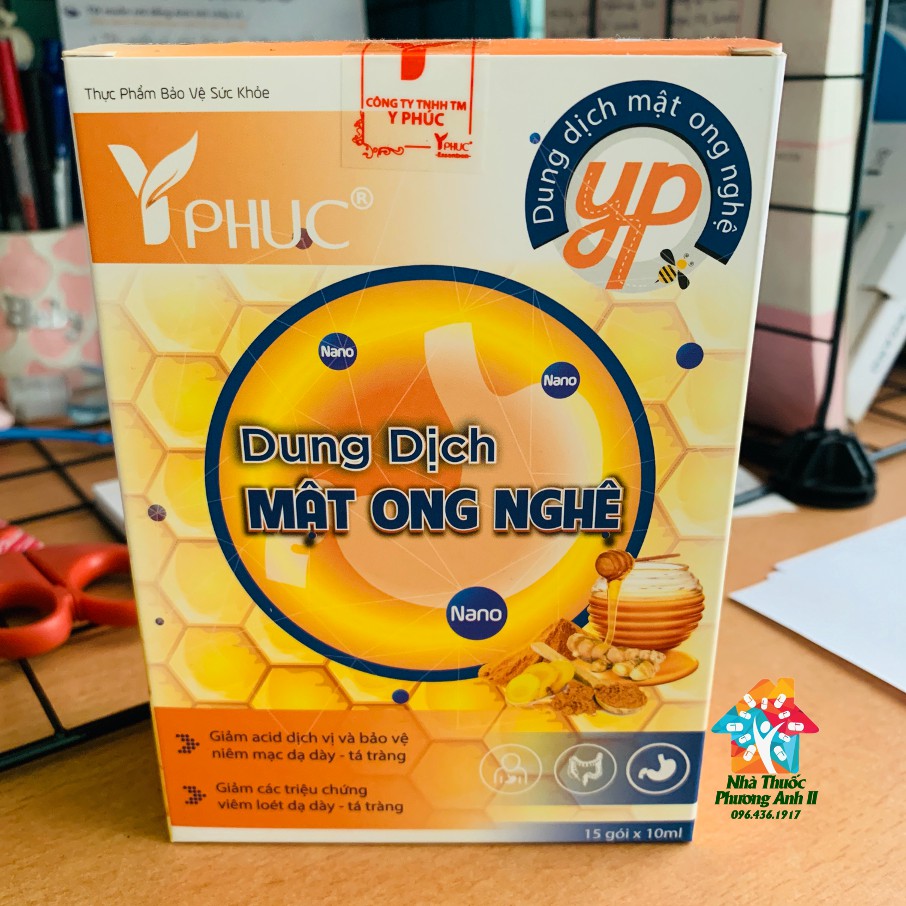 Thực Phẩm Bảo Vệ Sức Khỏe
CÔNG TY TNHH TM
Y PHÚC
YPHUC
Y PHUC®
Dung dịch mật ong nghệ
yp
Nano
Nano
Dung Dịch
MẬT ONG NGHỆ
Nano
Giảm acid dịch vị và bảo vệ
niêm mạc dạ dày - tá tràng
Giảm các triệu chứng
viêm loét dạ dày - tá tràng
15 gói x 10ml
Nhà Thuốc
Phương Anh II
096.436.1917